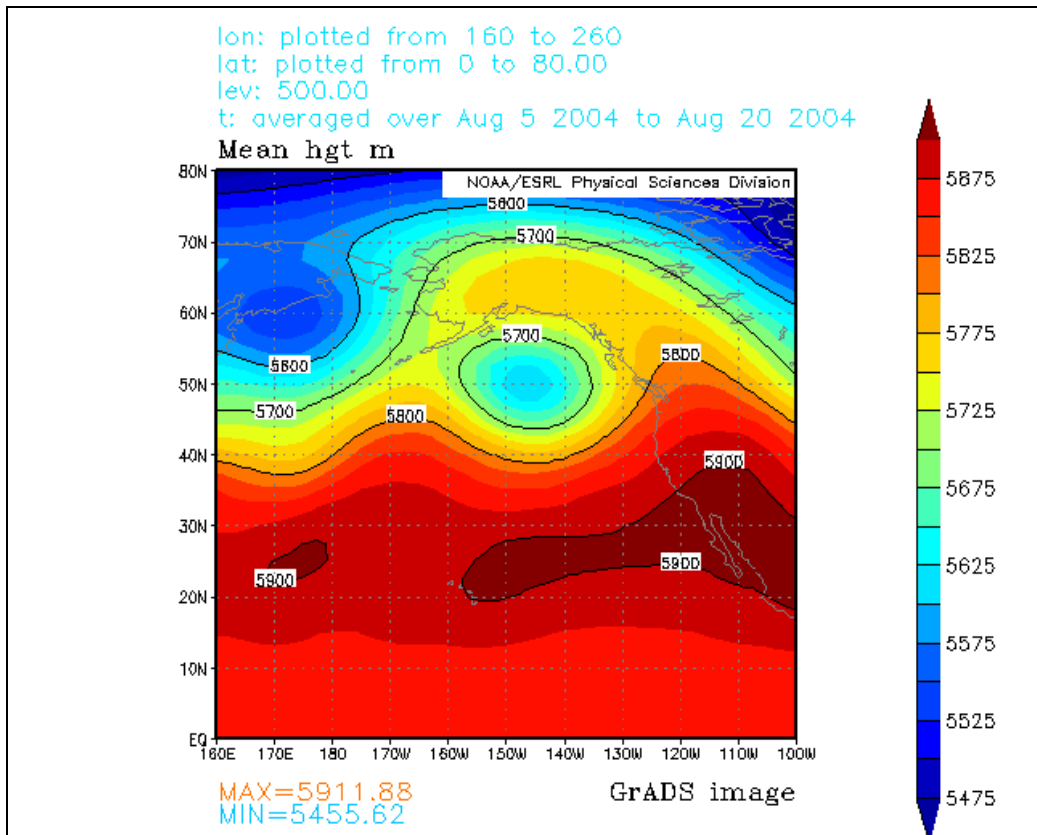 lon: plotted from 160 to 260
lat: plotted from 0 to 80.00
lev: 500.00
t: averaged over Aug 5 2004 to Aug 20 2004
Mean hgt m
NOAA/ESRL Physical Sciences Division
80N
70N
60N
50N
40N
30N
20N
10N
EQ
5600
5700
5700
5600
5800
5700
5800
5900
5900
5900
160E 170E 180 170W 160W 150W 140W 130W 120W 110W 100W
5875
5825
5775
5725
5675
5625
5575
5525
5475
MAX=5911.88
MIN=5455.62
GrADS image